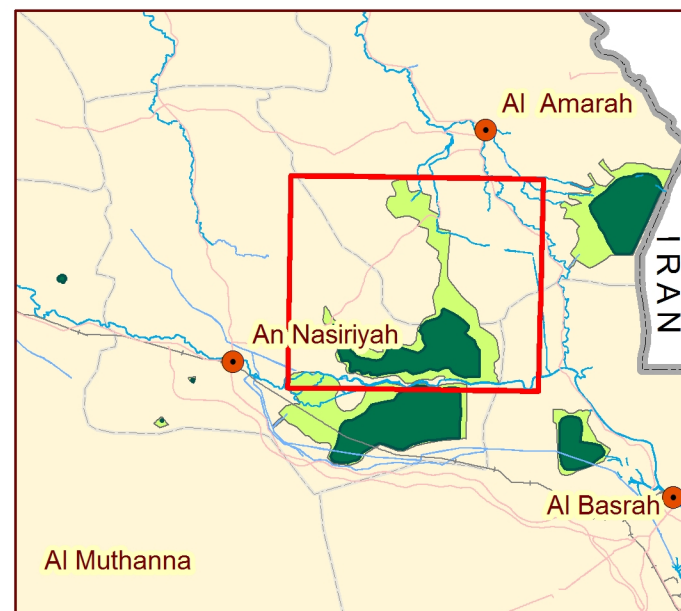 Al Amarah
IRAN
An Nasiriyah
Al Basrah
Al Muthanna